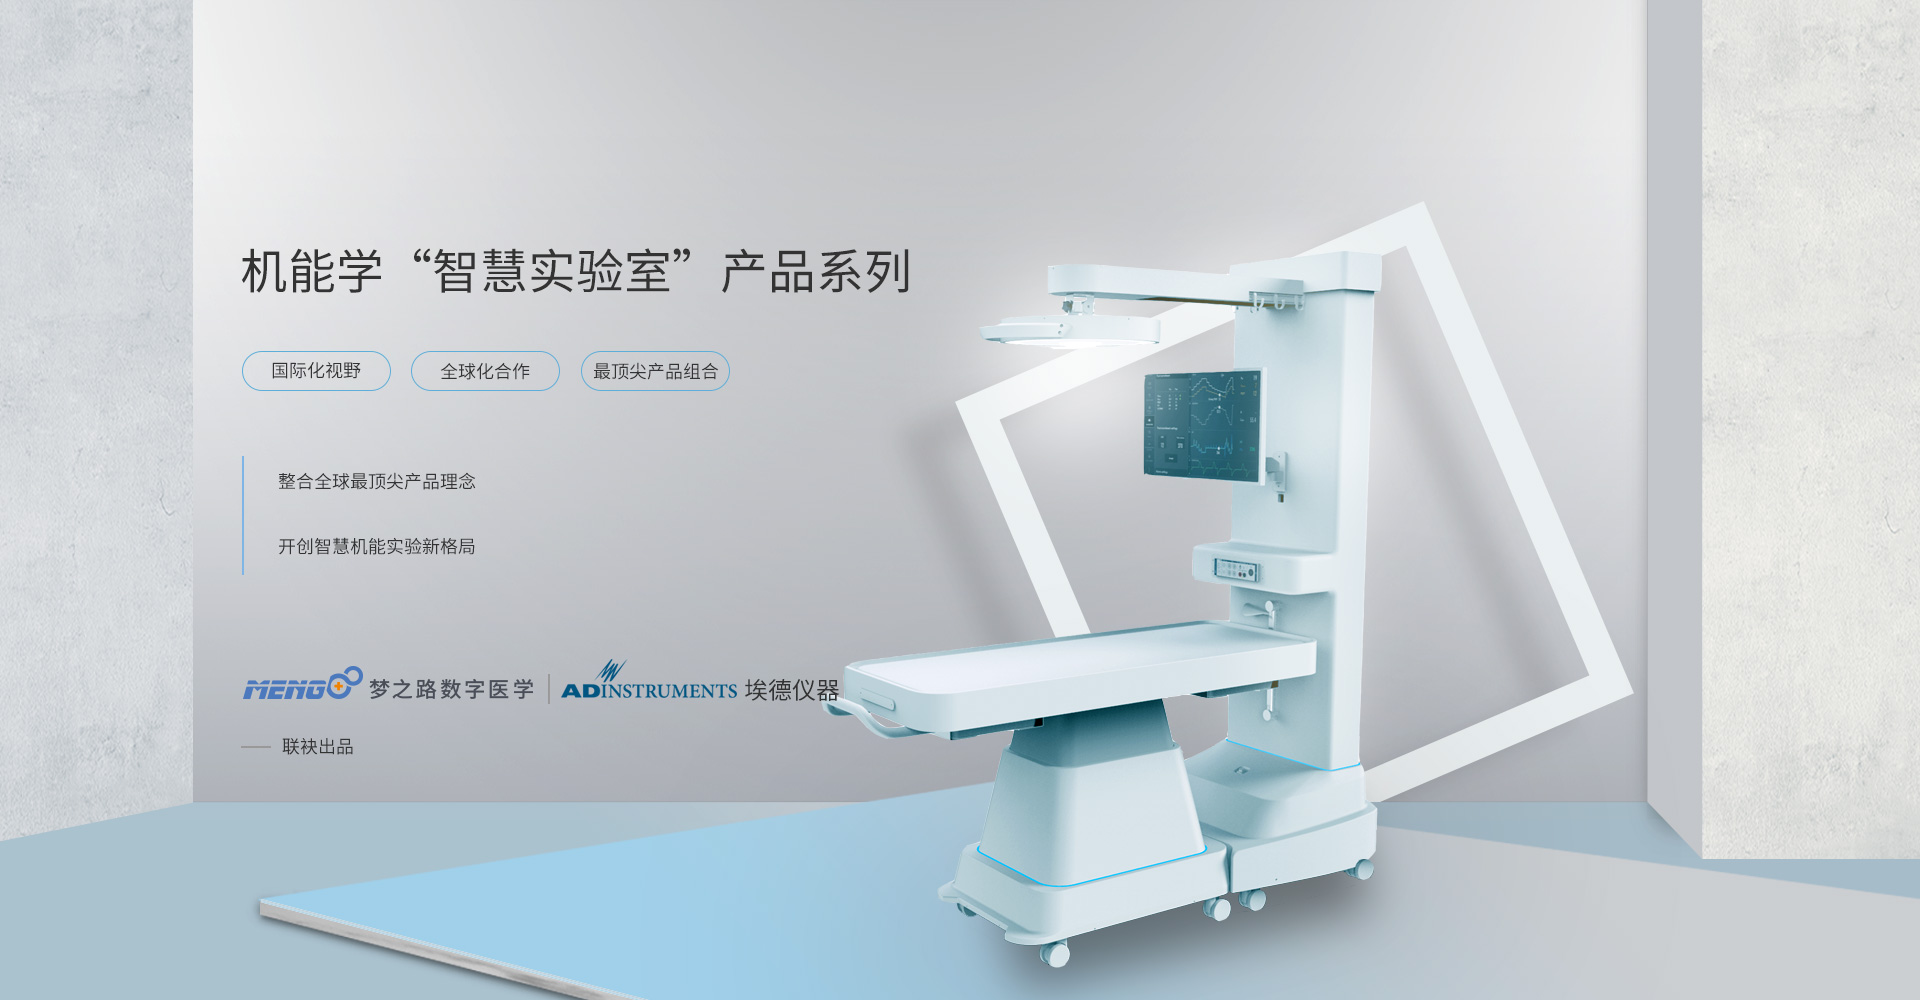 机能学“智慧实验室”产品系列
国际化视野 全球化合作 最顶尖产品组合
整合全球最顶尖产品理念
开创智慧机能实验新格局
MENGOO 梦之路数字医学 | ADINSTRUMENTS 埃德仪器
联袂出品